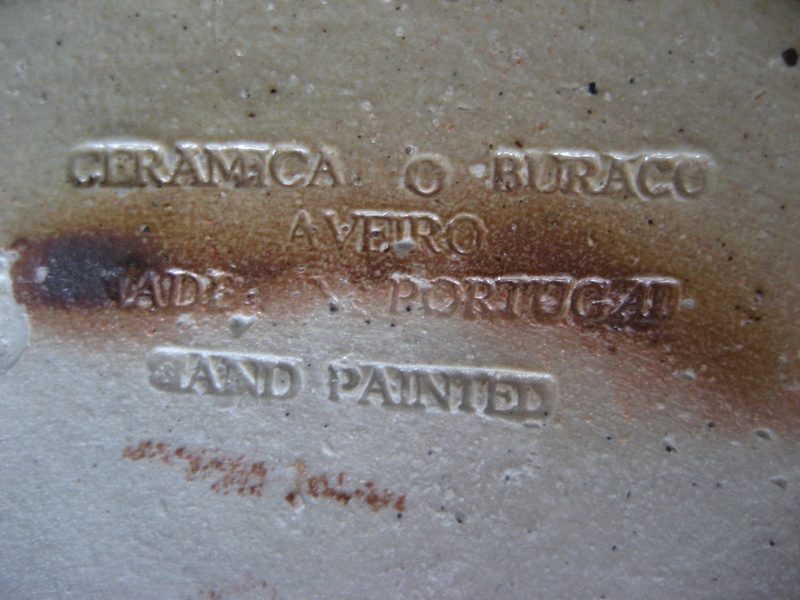 CERAMICA O BURACO
AVEIRO
MADE IN PORTUGAL
HAND PAINTED